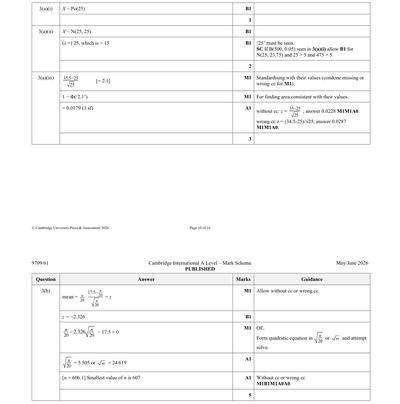 3(a)(i) X ~ Po(25) B1
1
3(a)(ii) X ~ N(25, 25) B1
(λ =) 25, which is > 15 B1 '25' must be seen.
SC If B(500, 0.05) seen in 3(a)(i) allow B1 for
N(25, 23.75) and 25 > 5 and 475 > 5.
2
3(a)(iii) (35.5−25)/√25 [= 2.1] M1 Standardising with their values (condone missing or
wrong cc for M1).
1 − Φ('2.1') M1 For finding area consistent with their values.
= 0.0179 (3 sf) A1 without cc: z = (35−25)/√25, answer 0.0228 M1M1A0.
wrong cc z = (34.5-25)/√25, answer 0.0287
M1M1A0.
3
© Cambridge University Press & Assessment 2026 Page 10 of 14
9709/61 Cambridge International A Level – Mark Scheme May/June 2026
PUBLISHED
Question Answer Marks Guidance
3(b) mean = n/20 (17.5−n/20)/√(n/20) = z M1 Allow without cc or wrong cc.
z = −2.326 B1
n/20 −2.326√(n/20) − 17.5 = 0 M1 OE.
Form quadratic equation in √(n/20) or √n and attempt
solve.
√(n/20) = 5.505 or √n = 24.619 A1
[n = 606.1] Smallest value of n is 607 A1 Without cc or wrong cc
M1B1M1A0A0.
5